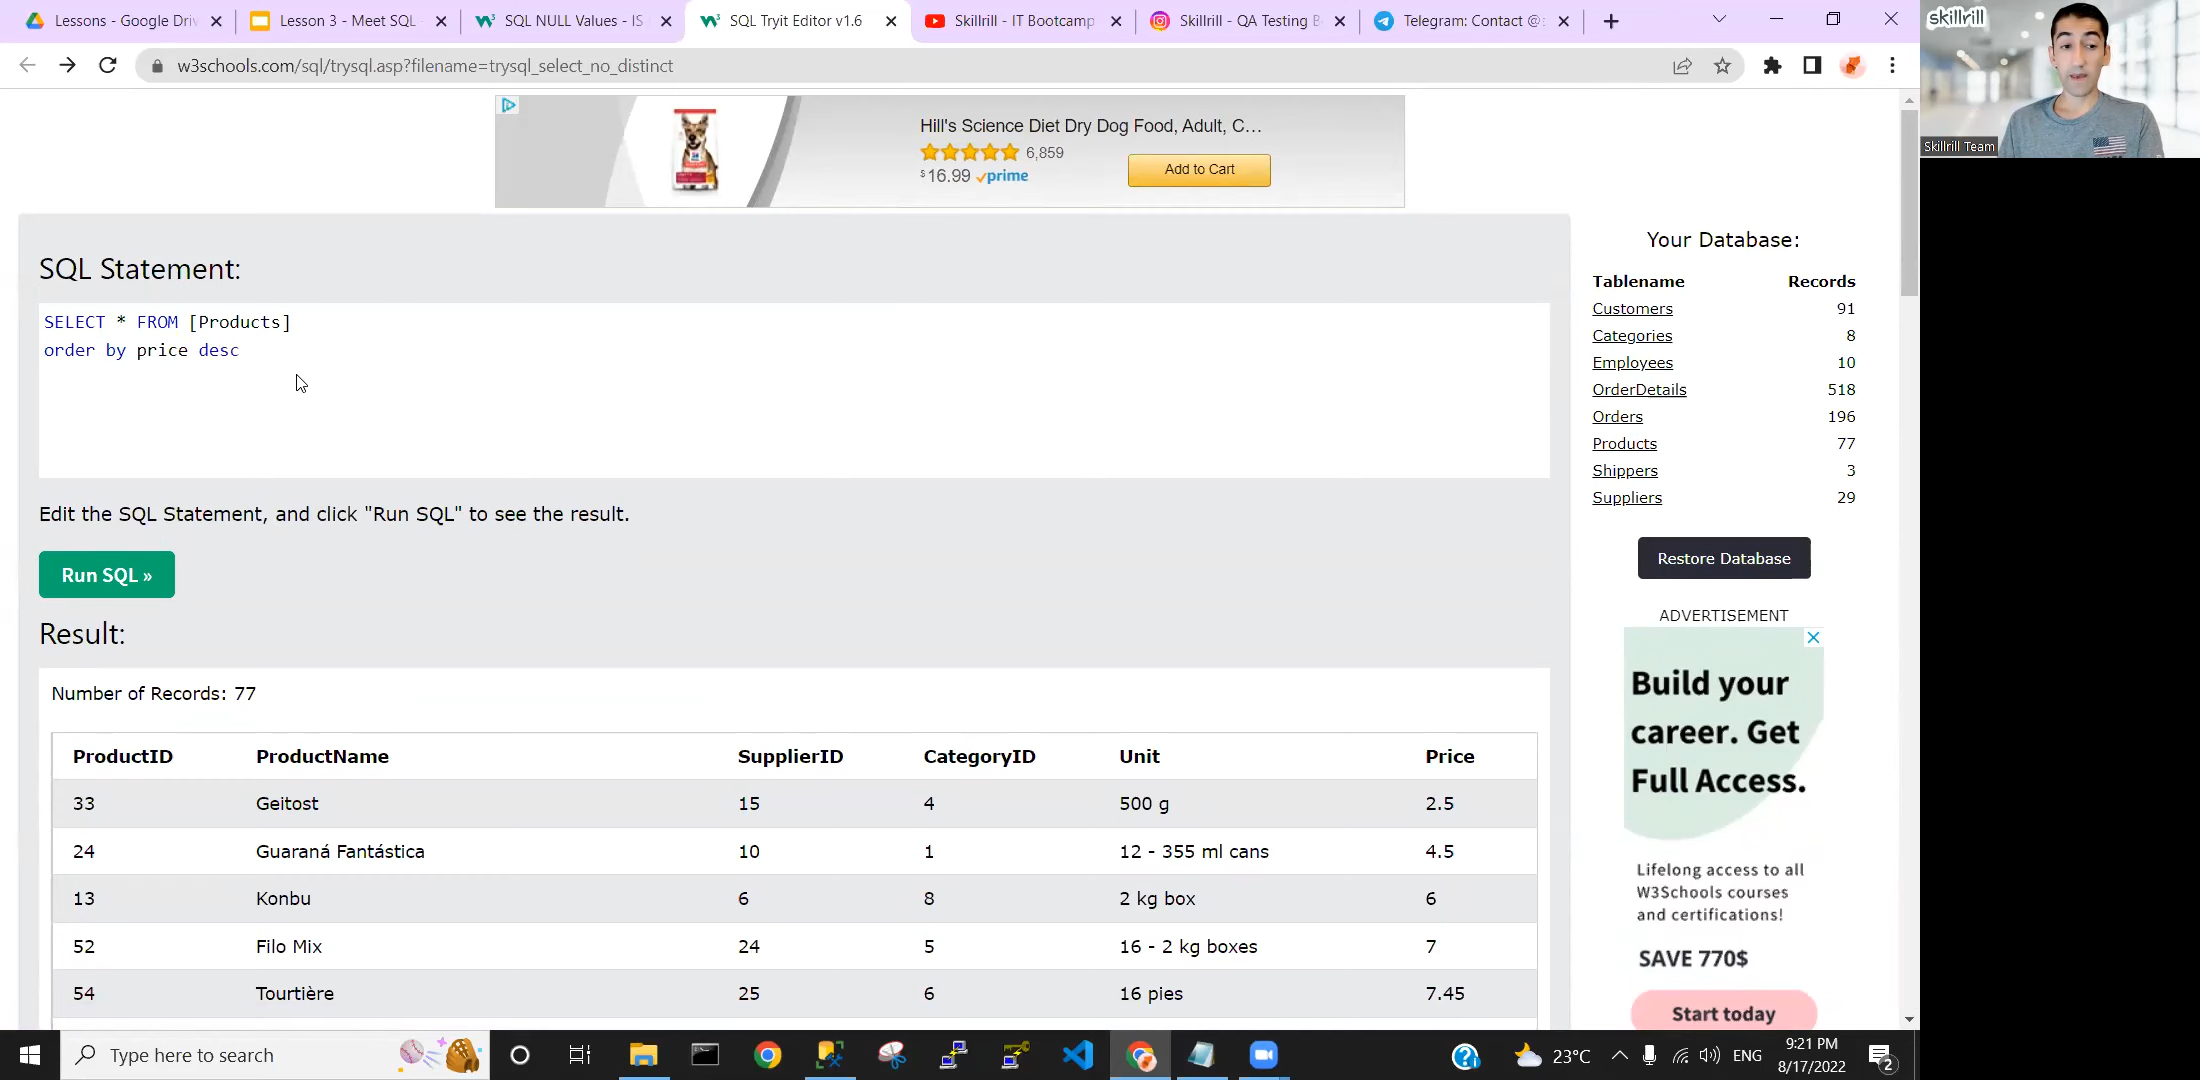 Lessons - Google Driv
Lesson 3 - Meet SQL
SQL NULL Values - IS
SQL Tryit Editor v1.6
Skillrill - IT Bootcamp
Skillrill - QA Testing B
Telegram: Contact @
w3schools.com/sql/trysql.asp?filename=trysql_select_no_distinct
skillrill
Skillrill Team
Hill's Science Diet Dry Dog Food, Adult, C...
6,859
$16.99 prime
Add to Cart
SQL Statement:
SELECT * FROM [Products]
order by price desc
Edit the SQL Statement, and click "Run SQL" to see the result.
Run SQL »
Result:
Number of Records: 77
ProductID ProductName SupplierID CategoryID Unit Price
33 Geitost 15 4 500 g 2.5
24 Guaraná Fantástica 10 1 12 - 355 ml cans 4.5
13 Konbu 6 8 2 kg box 6
52 Filo Mix 24 5 16 - 2 kg boxes 7
54 Tourtière 25 6 16 pies 7.45
Your Database:
Tablename Records
Customers 91
Categories 8
Employees 10
OrderDetails 518
Orders 196
Products 77
Shippers 3
Suppliers 29
Restore Database
ADVERTISEMENT
Build your
career. Get
Full Access.
Lifelong access to all
W3Schools courses
and certifications!
SAVE 770$
Start today
Type here to search
23°C
ENG
9:21 PM
8/17/2022
2